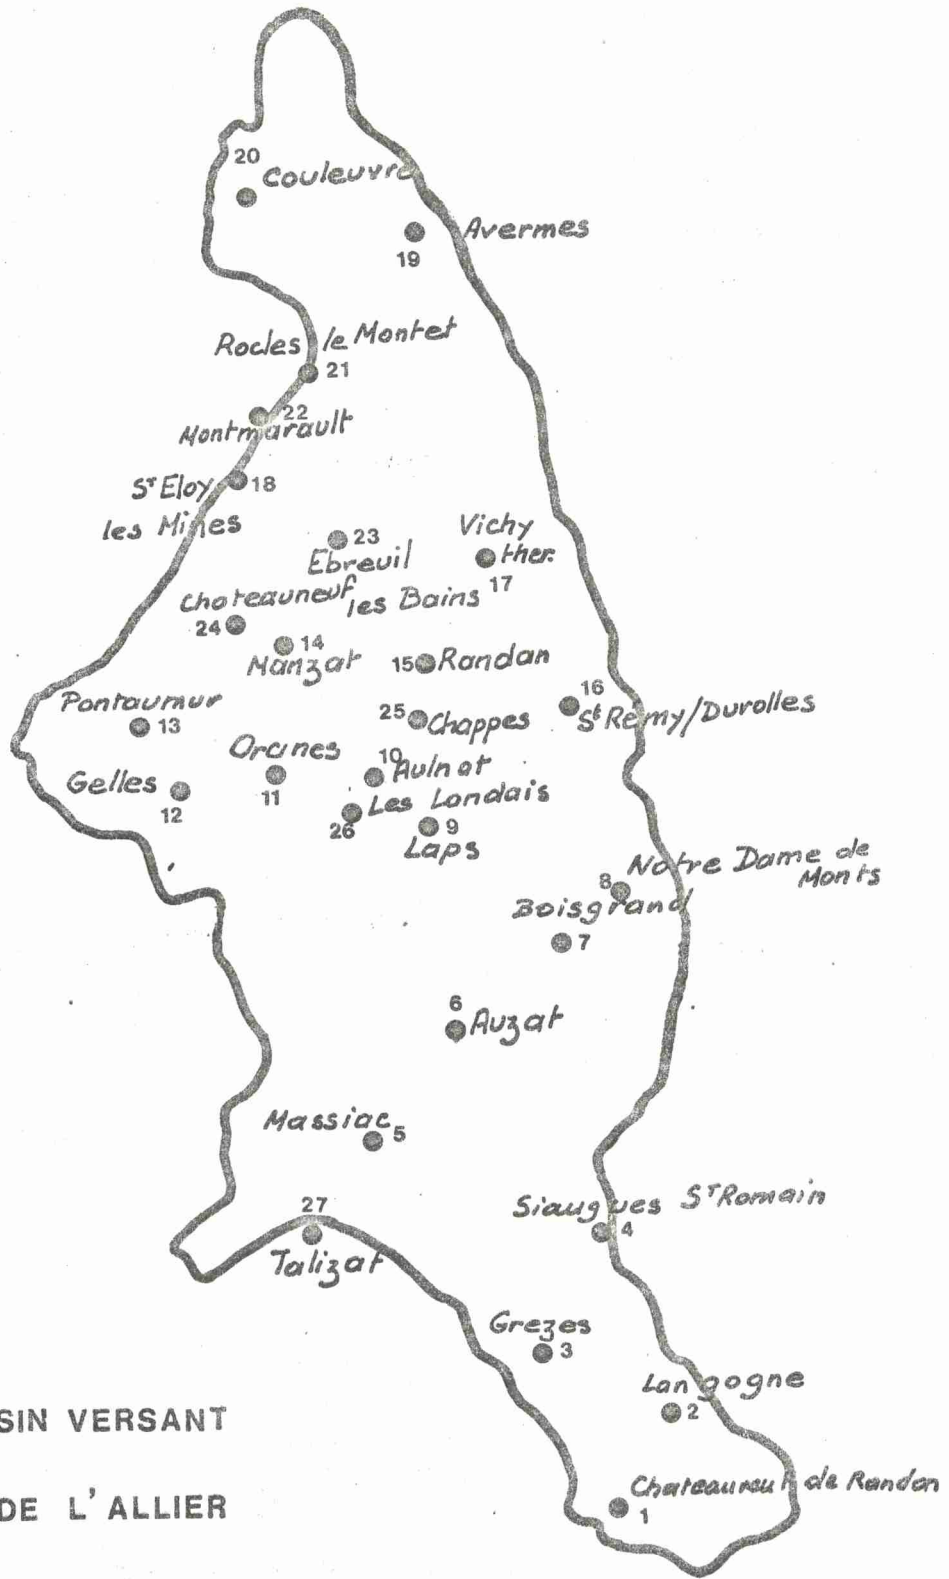 20
Couleuvre
Avermes
19
Rocles le Montet
21
22
Montmarault
Sᵗ Eloy 18
les Mines
23
Ebreuil
Vichy
ther.
17
Chateauneuf
les Bains
24
14
Manzat
15 Randan
16
Sᵗ Rémy/Durolles
Pontaumur
13
25 Chappes
Orcines
11
10
Aulnat
Gelles
12
Les Landais
26
9
Laps
8
Notre Dame de
Monts
Boisgrand
7
6
Auzat
Massiac
5
27
Talizat
Siaugues Sᵀ Romain
4
Grezes
3
Langogne
2
Chateauneuf de Randon
1
SIN VERSANT
DE L'ALLIER